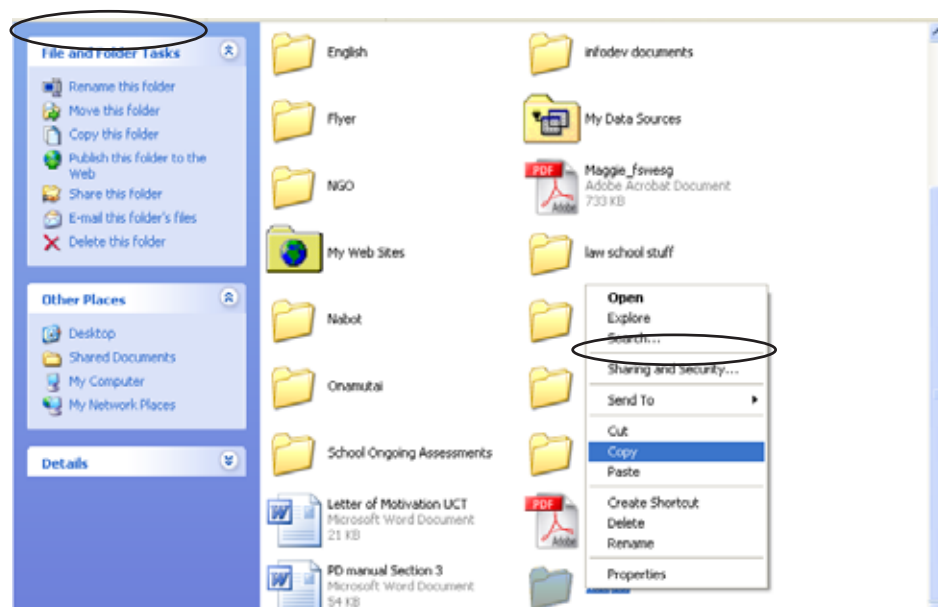 File and Folder Tasks
Rename this folder
Move this folder
Copy this folder
Publish this folder to the
Web
Share this folder
E-mail this folder's files
Delete this folder
Other Places
Desktop
Shared Documents
My Computer
My Network Places
Details
English
Flyer
NGO
My Web Sites
Nabot
Onamutai
School Ongoing Assessments
Letter of Motivation UCT
Microsoft Word Document
21 KB
PD manual Section 3
Microsoft Word Document
54 KB
infodev documents
My Data Sources
PDF
Adobe
Maggie_fswesg
Adobe Acrobat Document
733 KB
law school stuff
PDF
Adobe
Open
Explore
Search...
Sharing and Security...
Send To
Cut
Copy
Paste
Create Shortcut
Delete
Rename
Properties